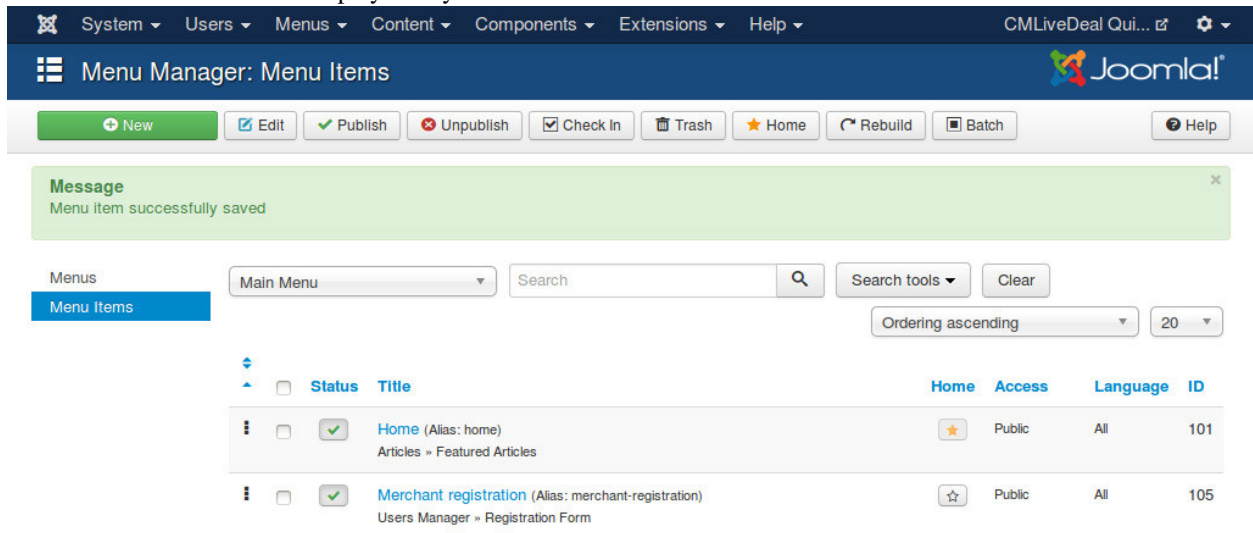 System Users Menus Content Components Extensions Help CMLiveDeal Qui...
Menu Manager: Menu Items Joomla!®
New Edit Publish Unpublish Check In Trash Home Rebuild Batch Help
Message ×
Menu item successfully saved
Menus Main Menu Search Search tools Clear
Menu Items
Ordering ascending 20
Status Title Home Access Language ID
Home (Alias: home) Public All 101
Articles » Featured Articles
Merchant registration (Alias: merchant-registration) Public All 105
Users Manager » Registration Form